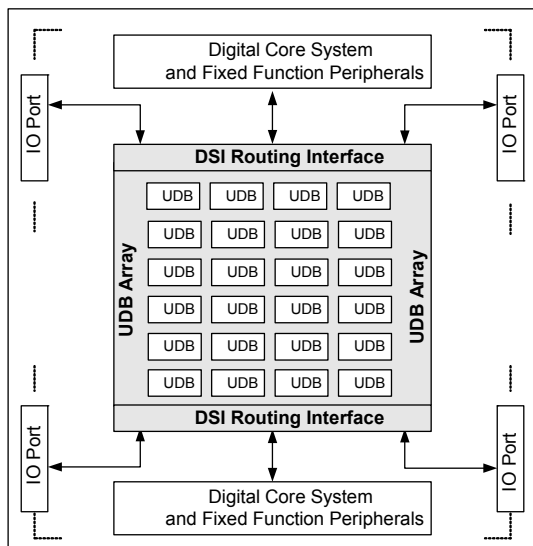 Digital Core System
and Fixed Function Peripherals
IO Port
IO Port
DSI Routing Interface
UDB UDB UDB UDB
UDB UDB UDB UDB
UDB UDB UDB UDB
UDB UDB UDB UDB
UDB UDB UDB UDB
UDB UDB UDB UDB
UDB Array
UDB Array
DSI Routing Interface
IO Port
IO Port
Digital Core System
and Fixed Function Peripherals